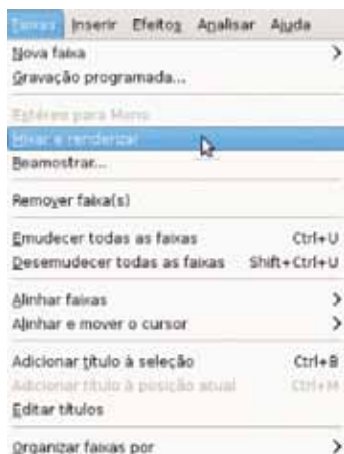 Faixas Inserir Efeitos Analisar Ajuda
Nova faixa >
Gravação programada...
Estéreo para Mono
Mixar e renderizar
Reamostrar...
Remover faixa(s)
Emudecer todas as faixas Ctrl+U
Desemudecer todas as faixas Shift+Ctrl+U
Alinhar faixas >
Alinhar e mover o cursor >
Adicionar título à seleção Ctrl+B
Adicionar título à posição atual Ctrl+M
Editar títulos
Organizar faixas por >